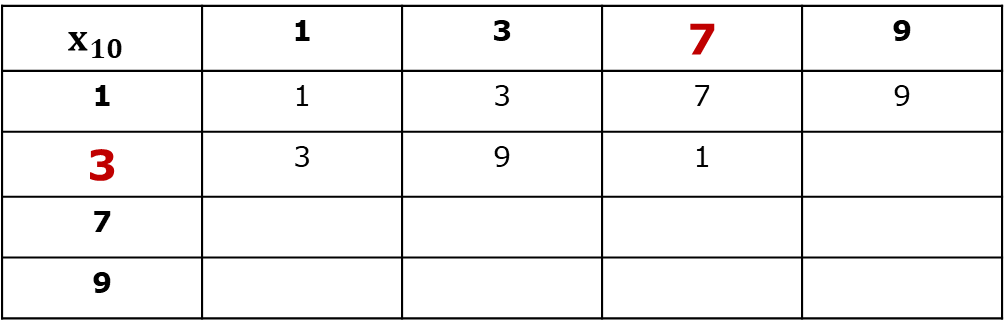 x₁₀ 1 3 7 9
1 1 3 7 9
3 3 9 1
7
9